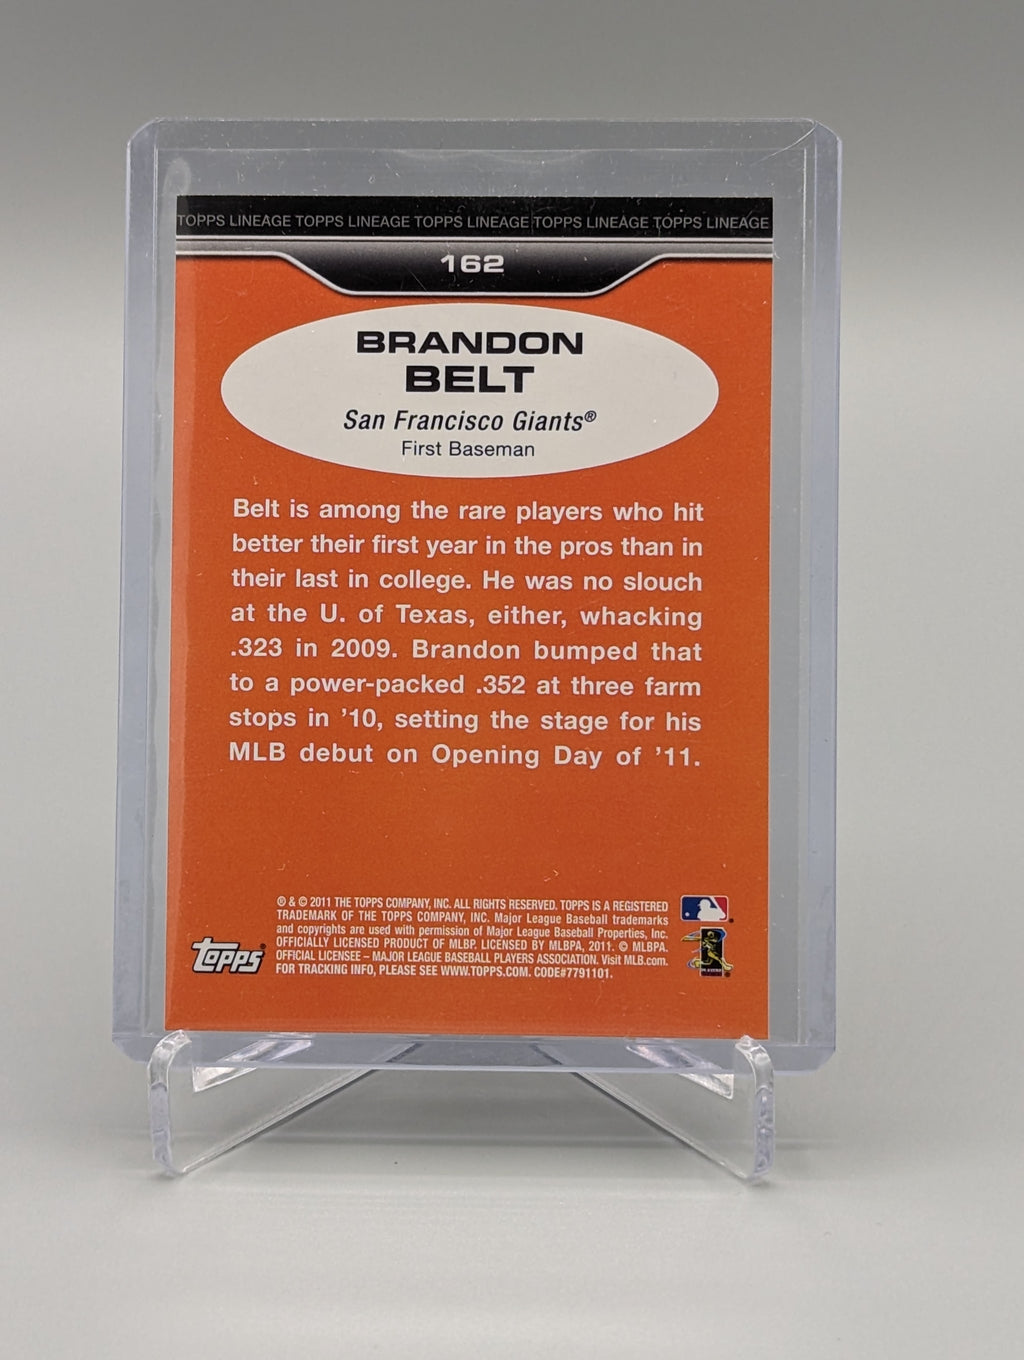 TOPPS LINEAGE TOPPS LINEAGE TOPPS LINEAGE TOPPS LINEAGE TOPPS LINEAGE
162
BRANDON
BELT
San Francisco Giants®
First Baseman
Belt is among the rare players who hit
better their first year in the pros than in
their last in college. He was no slouch
at the U. of Texas, either, whacking
.323 in 2009. Brandon bumped that
to a power-packed .352 at three farm
stops in ’10, setting the stage for his
MLB debut on Opening Day of ’11.
® & © 2011 THE TOPPS COMPANY, INC. ALL RIGHTS RESERVED. TOPPS IS A REGISTERED
TRADEMARK OF THE TOPPS COMPANY, INC. Major League Baseball trademarks
and copyrights are used with permission of Major League Baseball Properties, Inc.
OFFICIALLY LICENSED PRODUCT OF MLBP. LICENSED BY MLBPA, 2011. © MLBPA.
OFFICIAL LICENSEE – MAJOR LEAGUE BASEBALL PLAYERS ASSOCIATION. Visit MLB.com.
FOR TRACKING INFO, PLEASE SEE WWW.TOPPS.COM. CODE#7791101.
topps®